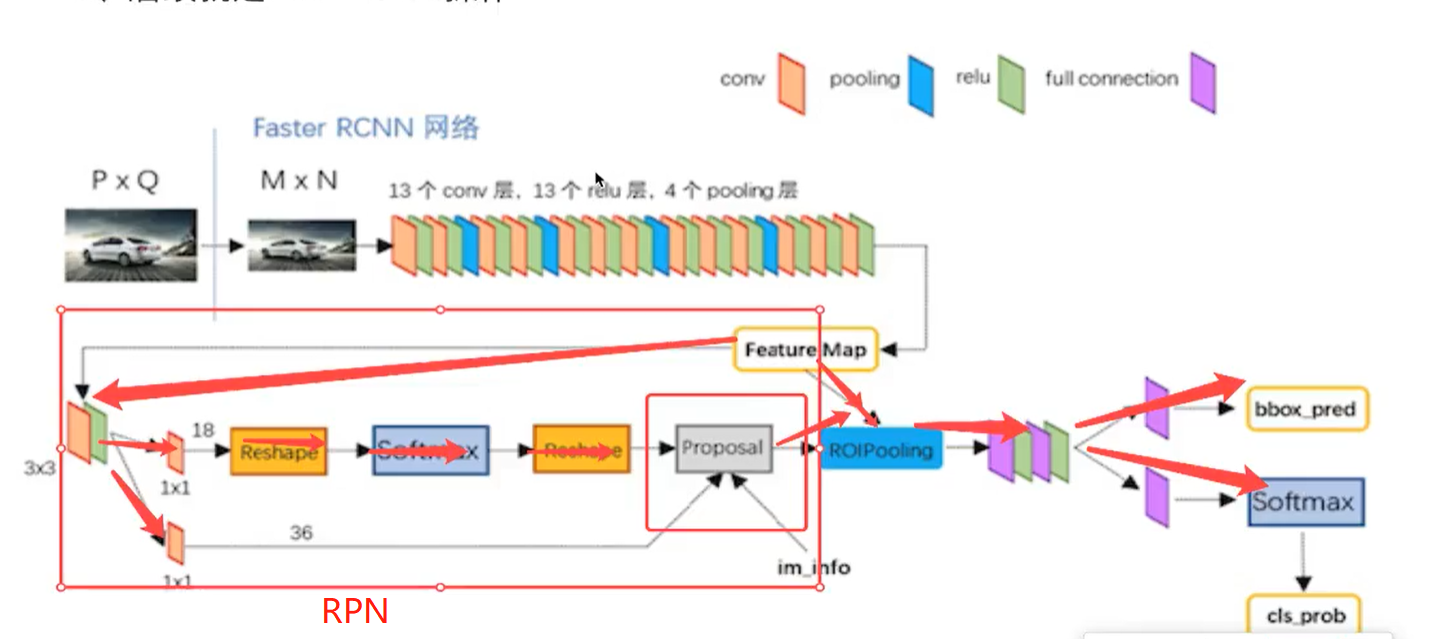 conv pooling relu full connection
Faster RCNN 网络
P x Q M x N
13 个 conv 层, 13 个 relu 层, 4 个 pooling 层
Feature Map
bbox_pred
18
Reshape Softmax Reshape Proposal ROIPooling
3x3
1x1
Softmax
36
im_info
1x1
RPN
cls_prob